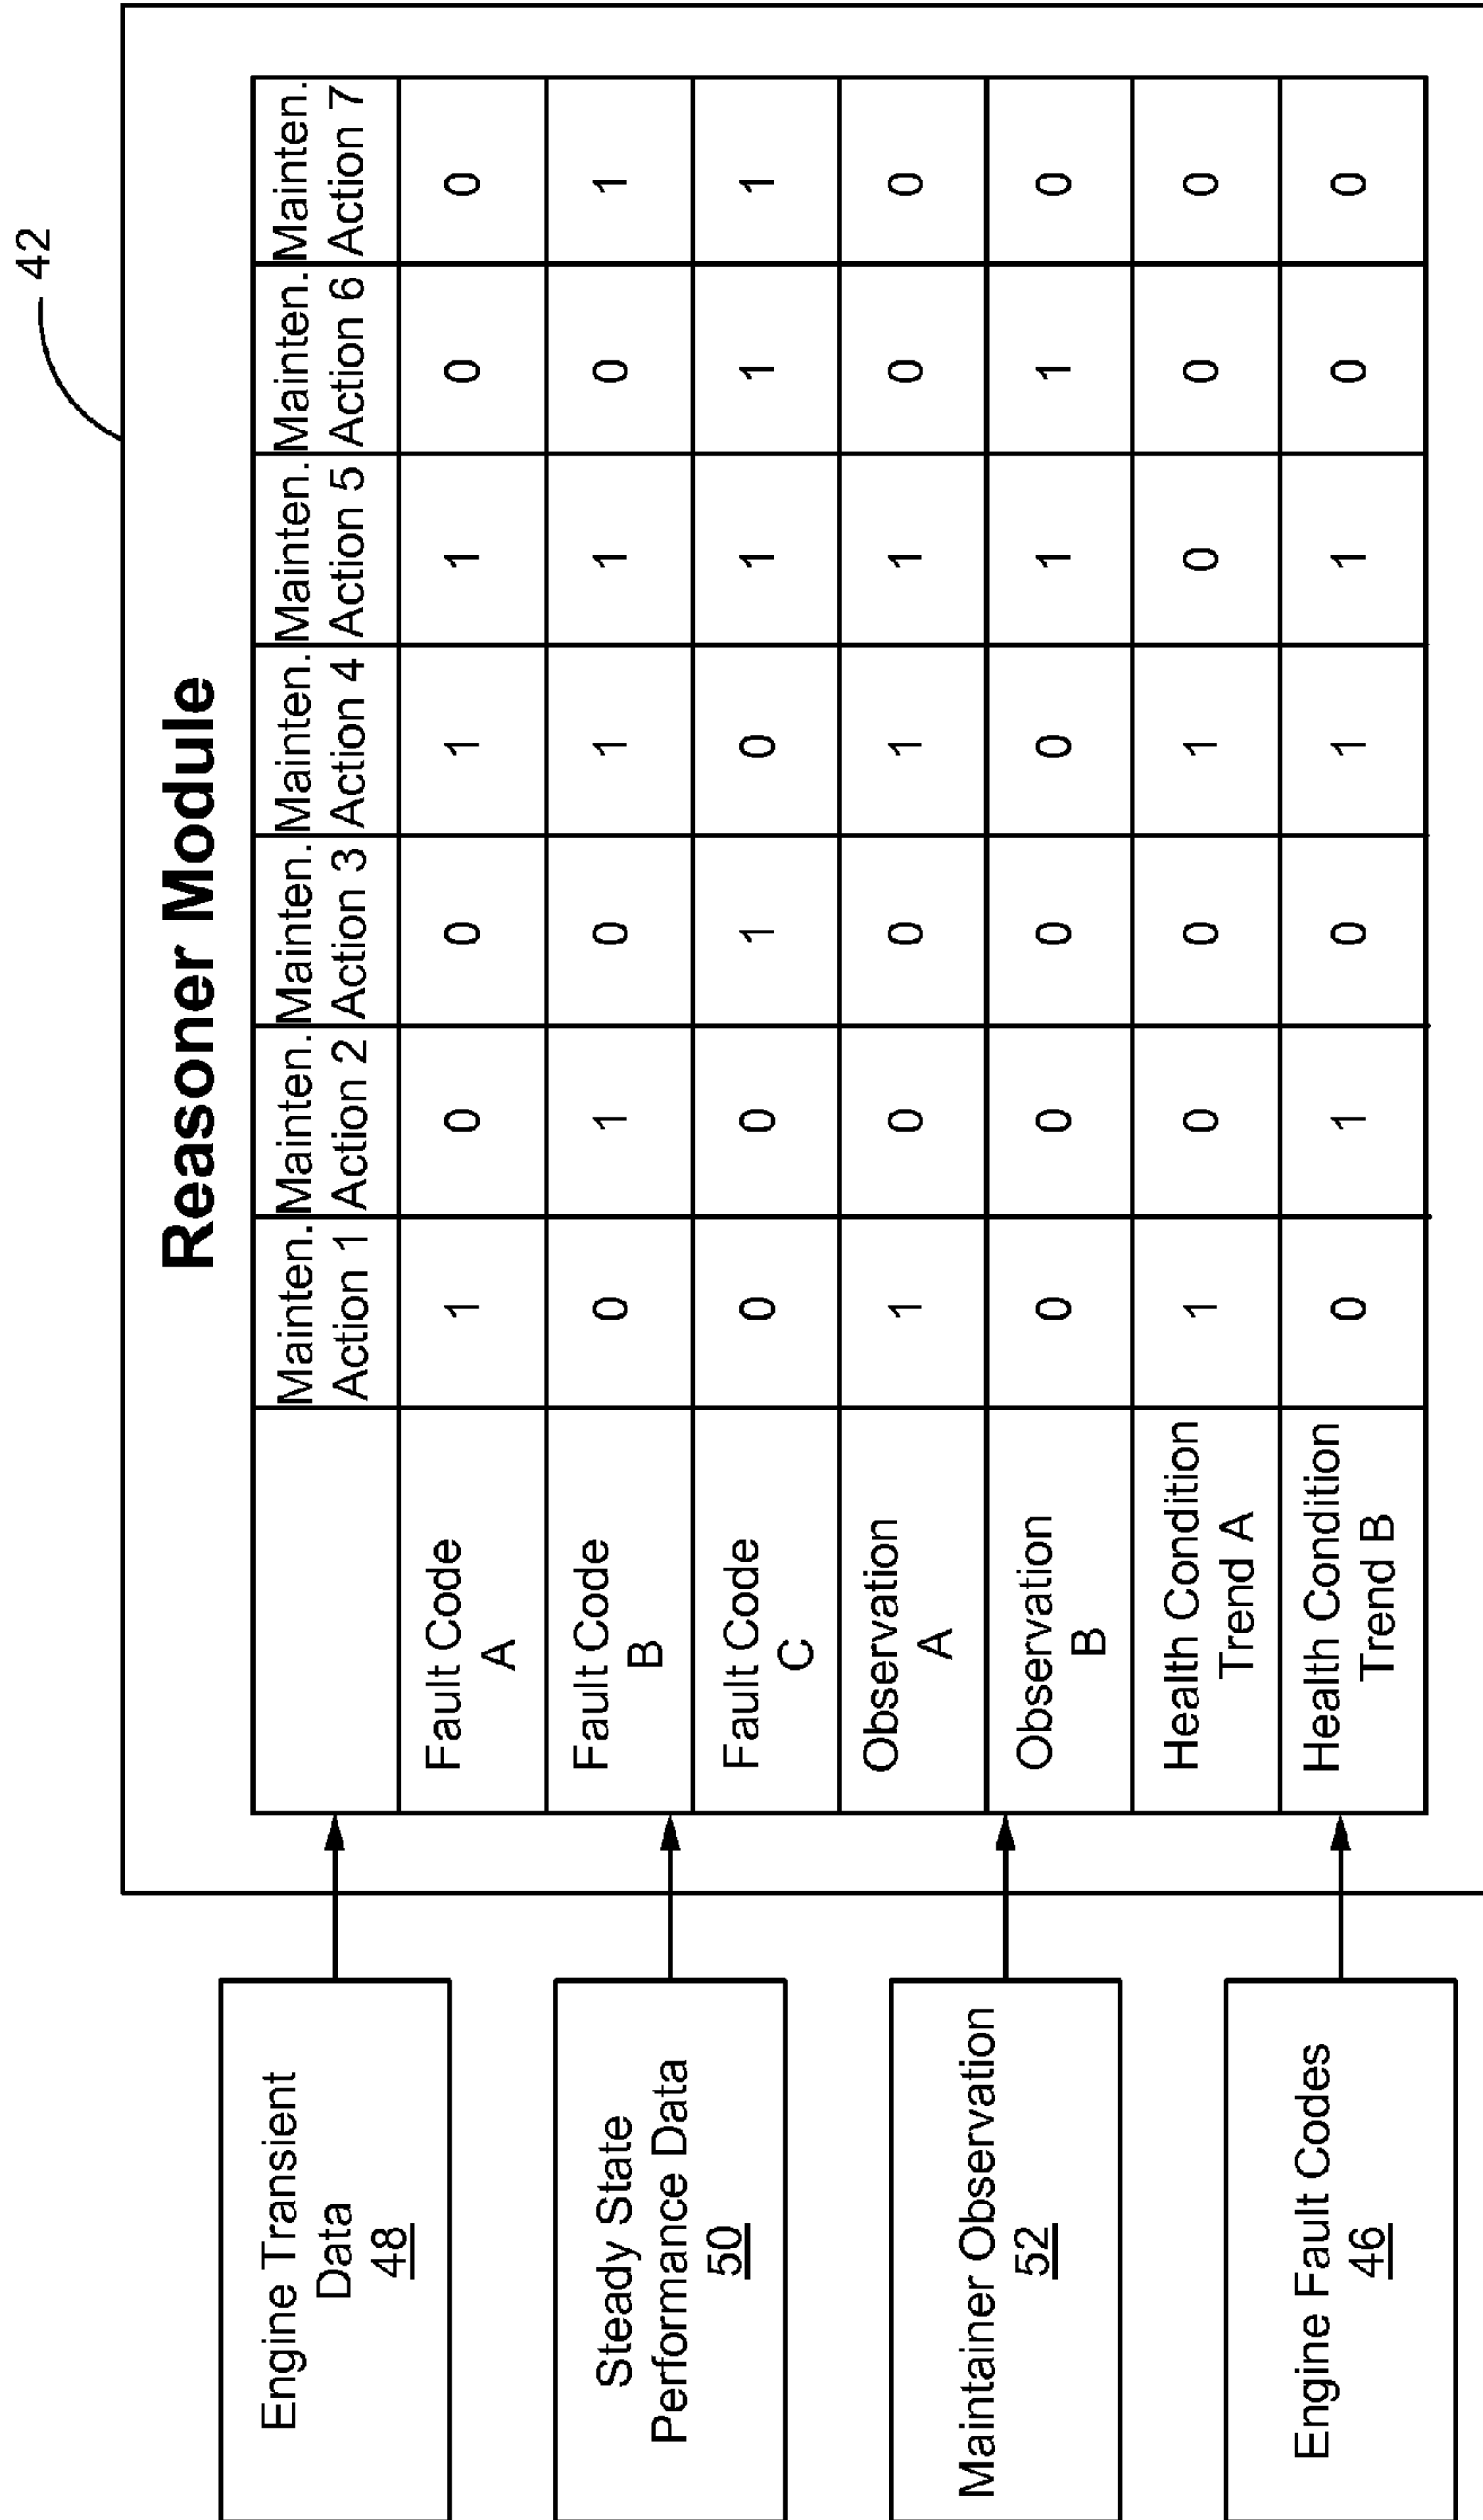 42
Reasoner Module
Engine Transient
Data
48
Steady State
Performance Data
50
Maintainer Observation
52
Engine Fault Codes
46
Mainten. Mainten. Mainten. Mainten. Mainten. Mainten. Mainten.
Action 1 Action 2 Action 3 Action 4 Action 5 Action 6 Action 7
Fault Code 1 0 0 1 1 0 0
A
Fault Code 0 1 0 1 1 0 1
B
Fault Code 0 0 1 0 1 1 1
C
Observation 1 0 0 1 1 0 0
A
Observation 0 0 0 0 1 1 0
B
Health Condition 1 0 0 1 0 0 0
Trend A
Health Condition 0 1 0 1 1 0 0
Trend B